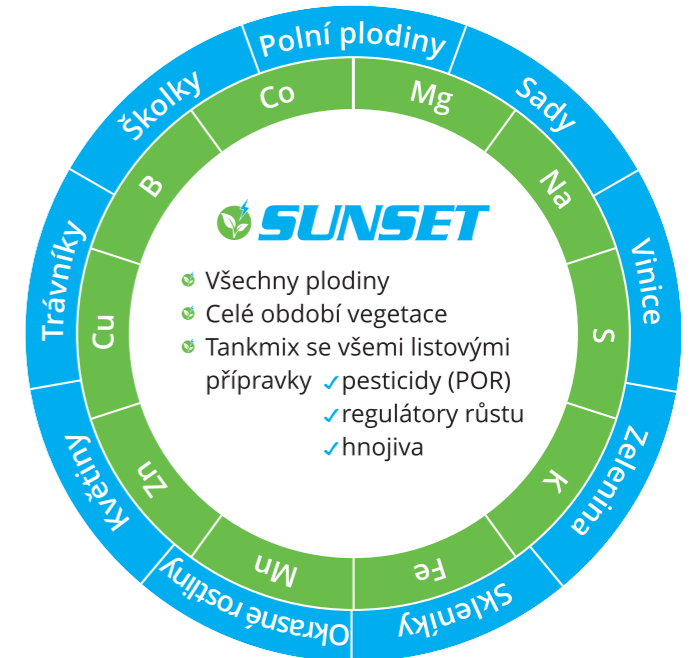 Polní plodiny
Sady
Vinice
Zelenina
Skleníky
Okrasné rostliny
Květiny
Trávníky
Školky
Co
Mg
Na
S
K
Fe
Mn
Zn
Cu
B
SUNSET
Všechny plodiny
Celé období vegetace
Tankmix se všemi listovými
přípravky ✓pesticidy (POR)
✓regulátory růstu
✓hnojiva